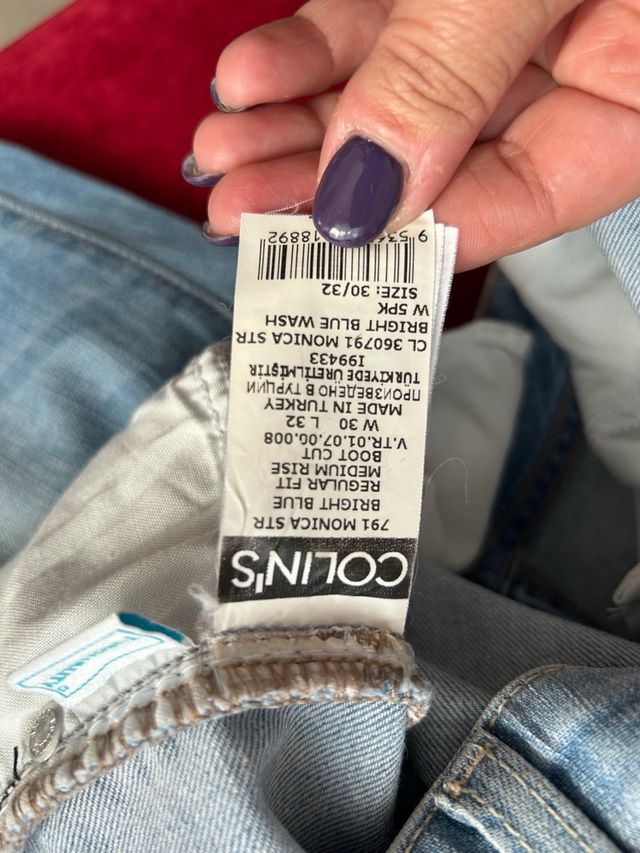 COLIN'S
791 MONICA STR
BRIGHT BLUE
REGULAR FIT
MEDIUM RISE
BOOT CUT
V.TR.01.07.00.008
W 30 L 32
MADE IN TURKEY
ПРОИЗВЕДЕНО В ТУРЦИИ
TÜRKİYEDE ÜRETİLMİŞTİR
199433
CL 360791 MONICA STR
BRIGHT BLUE WASH
W 5PK
SIZE: 30/32